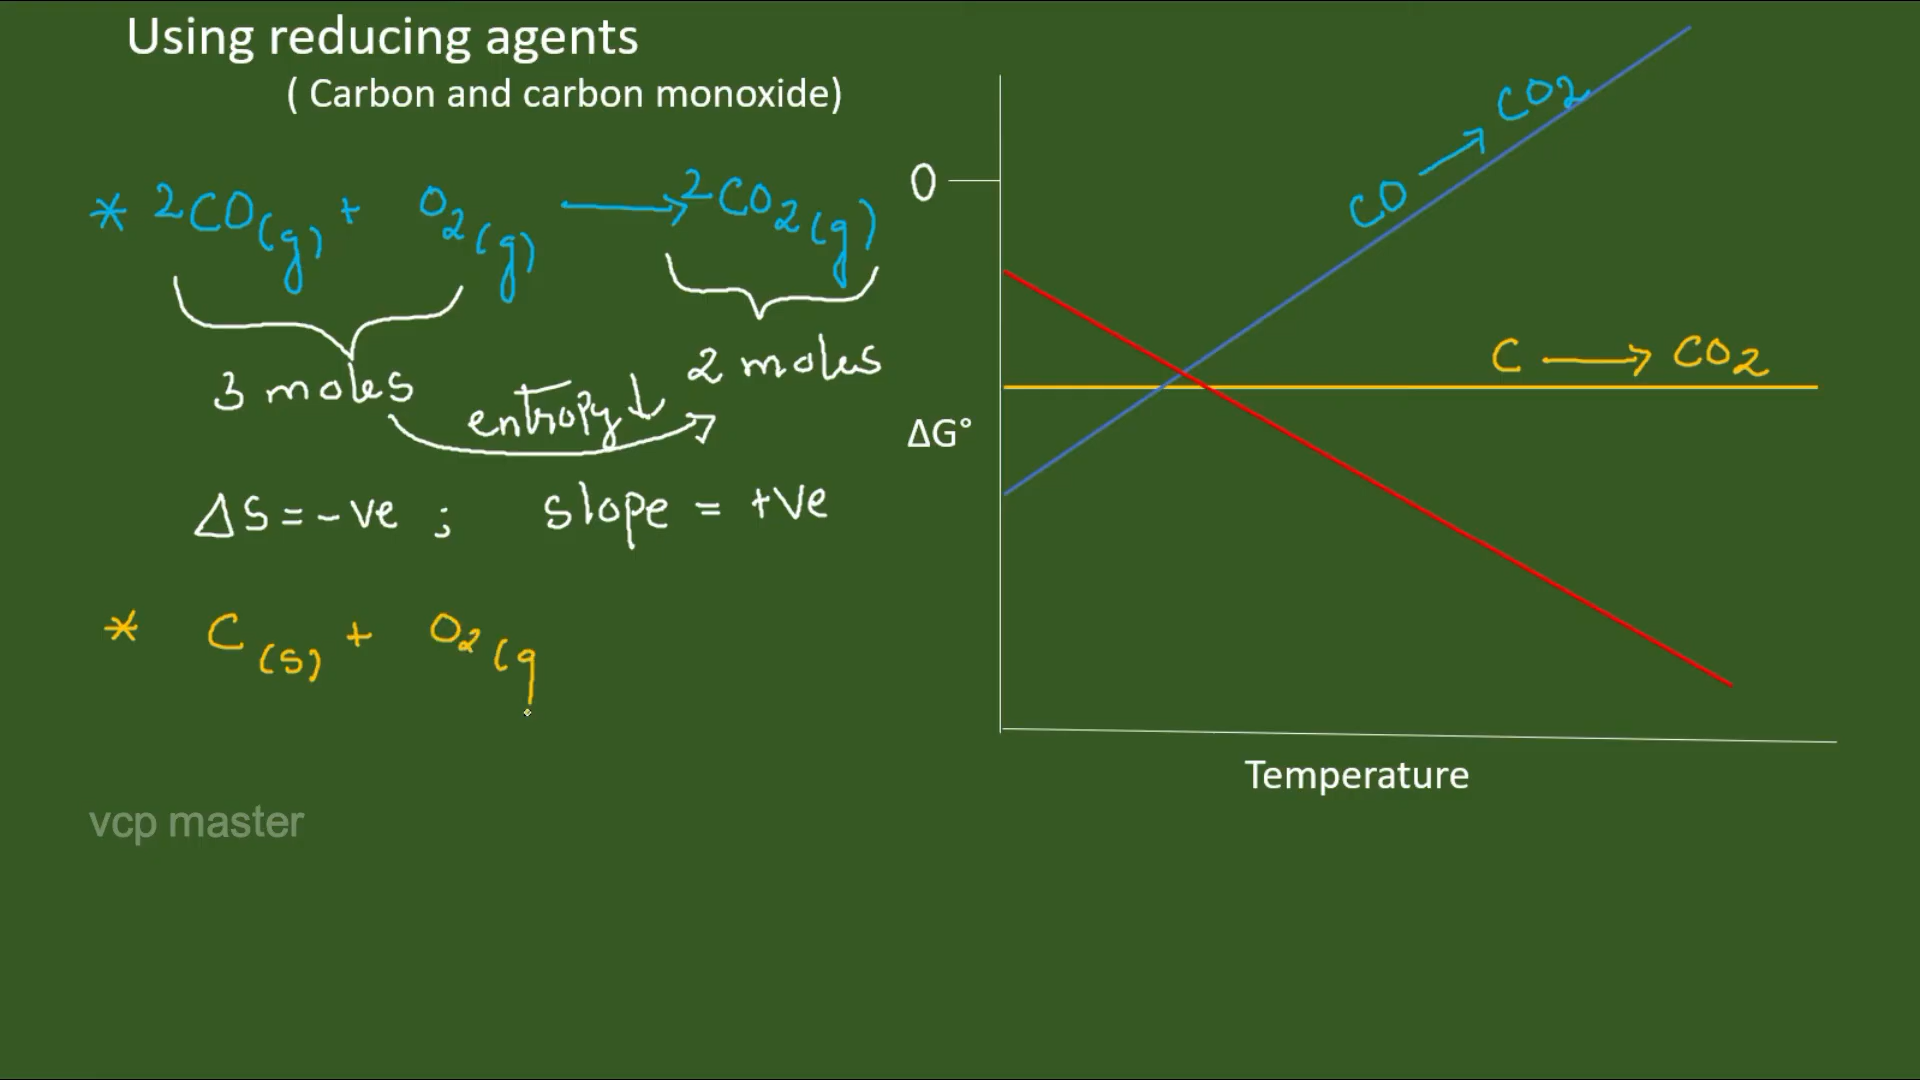 Using reducing agents
( Carbon and carbon monoxide)
* 2CO(g) + O2(g) → 2CO2(g)
3 moles
entropy↓
2 moles
ΔS = -ve ; slope = +ve
* C(s) + O2(g
vcp master
0
ΔG°
CO → CO2
C → CO2
Temperature